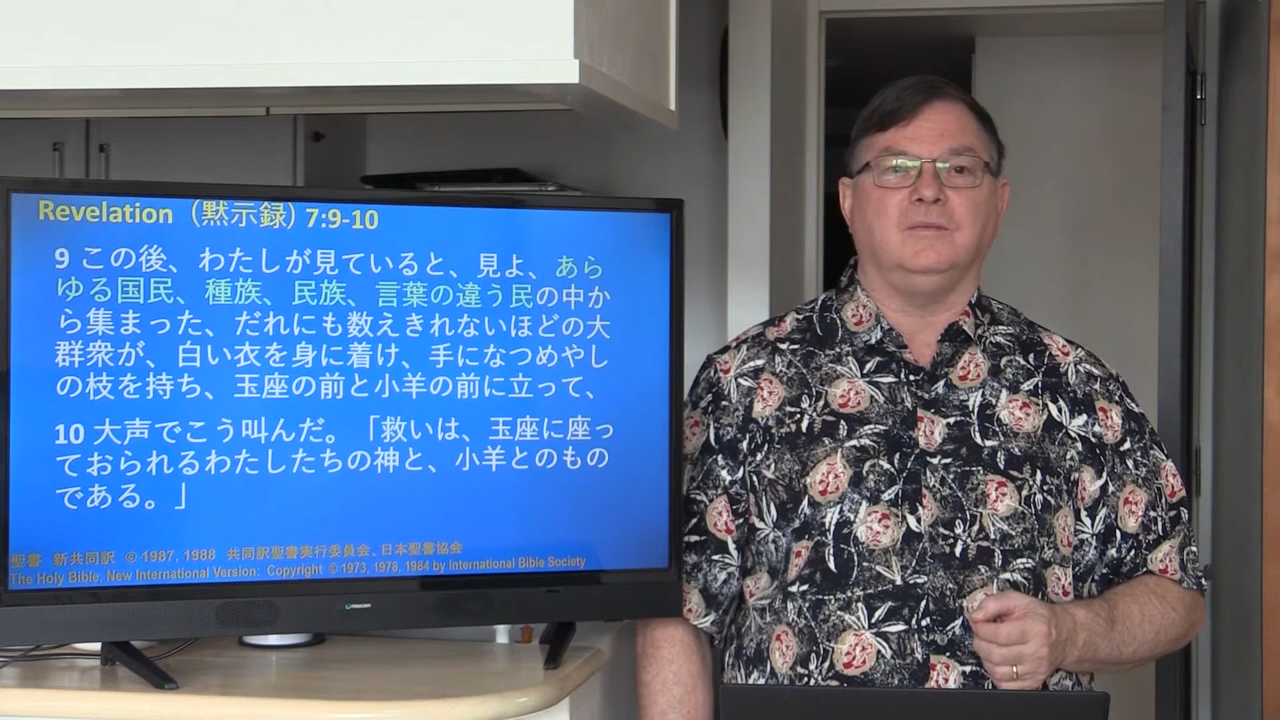 Revelation (黙示録) 7:9-10
9 この後、わたしが見ていると、見よ、あら
ゆる国民、種族、民族、言葉の違う民の中か
ら集まった、だれにも数えきれないほどの大
群衆が、白い衣を身に着け、手になつめやし
の枝を持ち、玉座の前と小羊の前に立って、
10 大声でこう叫んだ。「救いは、玉座に座っ
ておられるわたしたちの神と、小羊とのもの
である。」
聖書 新共同訳 © 1987, 1988 共同訳聖書実行委員会、日本聖書協会
The Holy Bible, New International Version: Copyright © 1973, 1978, 1984 by International Bible Society